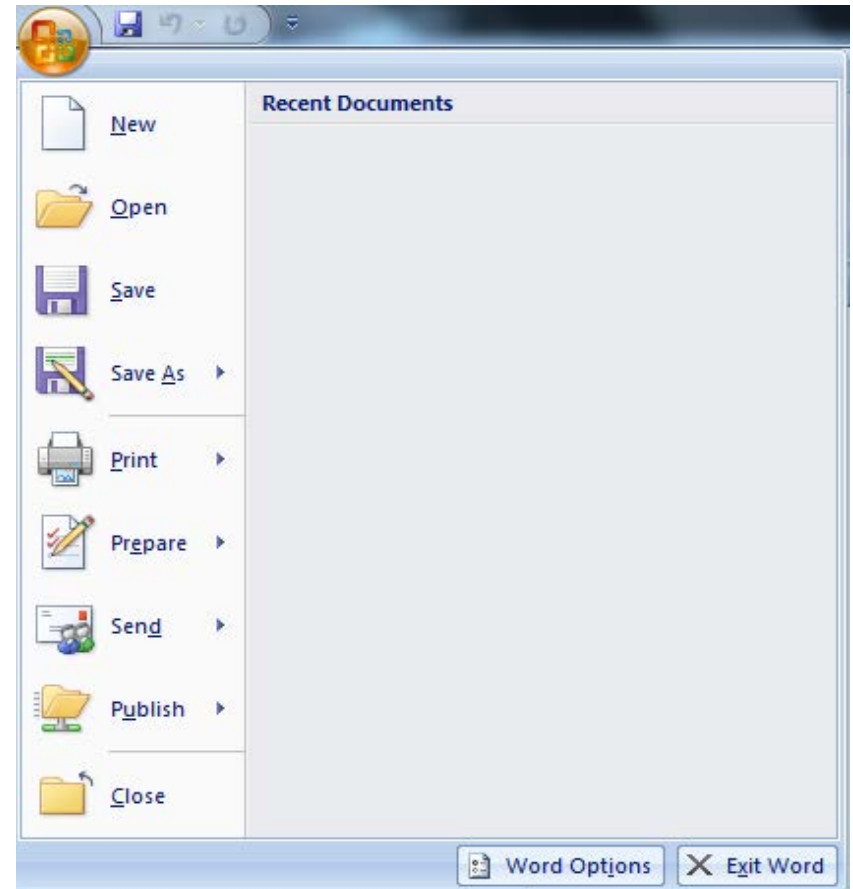 Recent Documents
New
Open
Save
Save As
Print
Prepare
Send
Publish
Close
Word Options
Exit Word